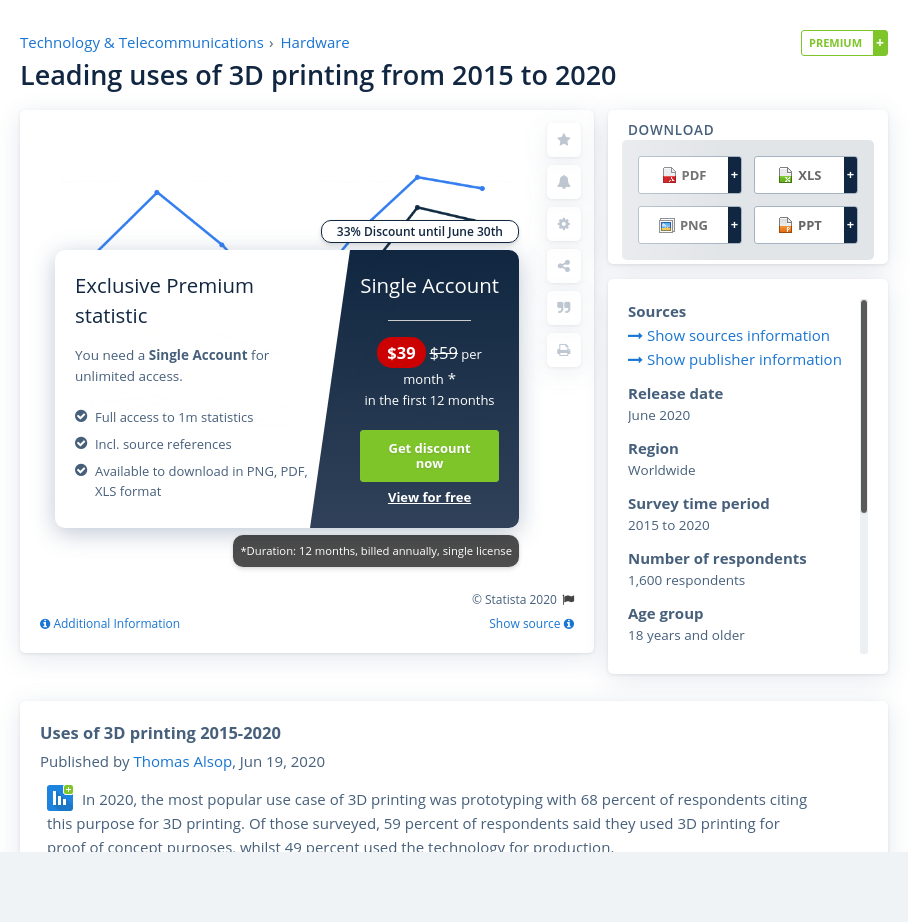 Technology & Telecommunications › Hardware
PREMIUM +
Leading uses of 3D printing from 2015 to 2020
33% Discount until June 30th
Exclusive Premium
statistic
You need a Single Account for
unlimited access.
Full access to 1m statistics
Incl. source references
Available to download in PNG, PDF,
XLS format
Single Account
$39 $59 per
month *
in the first 12 months
Get discount
now
View for free
*Duration: 12 months, billed annually, single license
© Statista 2020
Additional Information
Show source
DOWNLOAD
PDF +
XLS +
PNG +
PPT +
Sources
Show sources information
Show publisher information
Release date
June 2020
Region
Worldwide
Survey time period
2015 to 2020
Number of respondents
1,600 respondents
Age group
18 years and older
Uses of 3D printing 2015-2020
Published by Thomas Alsop, Jun 19, 2020
In 2020, the most popular use case of 3D printing was prototyping with 68 percent of respondents citing
this purpose for 3D printing. Of those surveyed, 59 percent of respondents said they used 3D printing for
proof of concept purposes, whilst 49 percent used the technology for production.